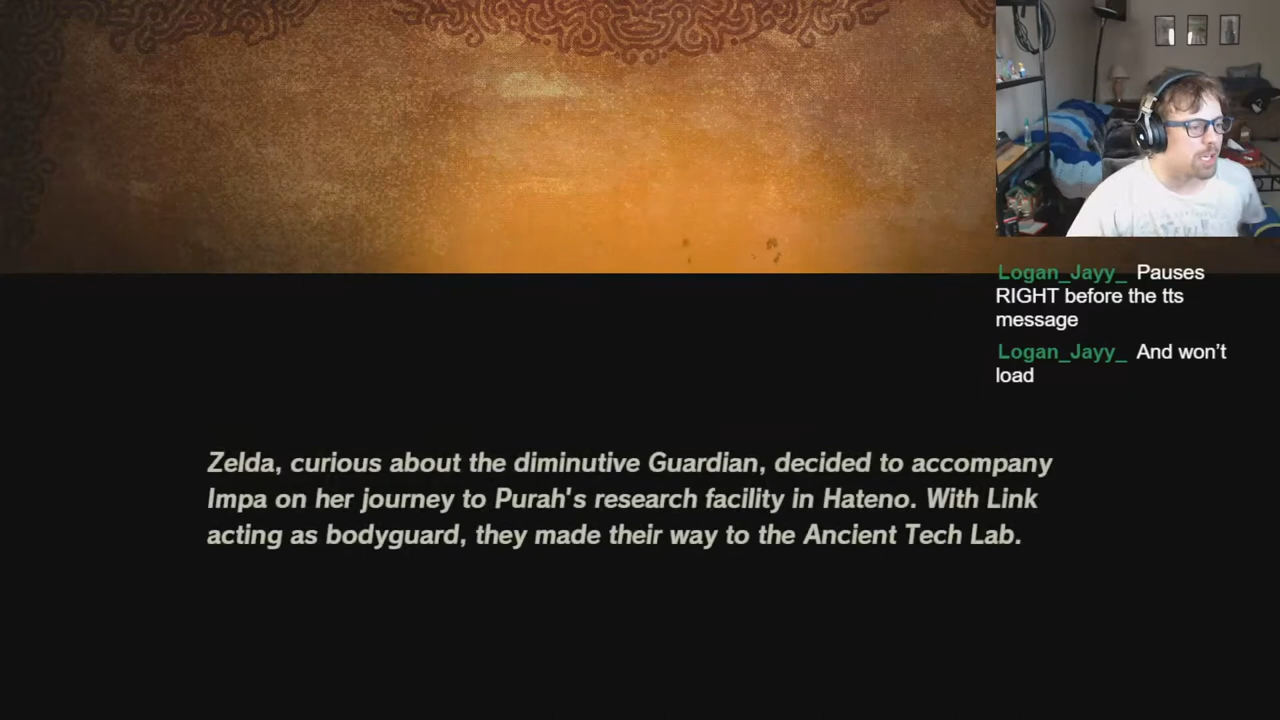 Logan_Jayy_ Pauses
RIGHT before the tts
message
Logan_Jayy_ And won't
load
Zelda, curious about the diminutive Guardian, decided to accompany
Impa on her journey to Purah's research facility in Hateno. With Link
acting as bodyguard, they made their way to the Ancient Tech Lab.